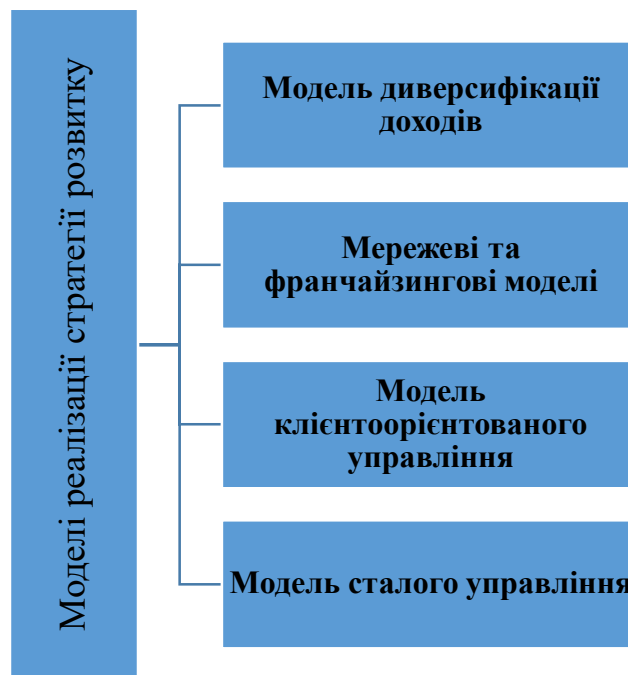 Моделі реалізації стратегії розвитку
Модель диверсифікації
доходів
Мережеві та
франчайзингові моделі
Модель
клієнтоорієнтованого
управління
Модель сталого управління